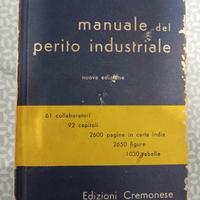 manuale del
perito industriale
nuova edizione
61 collaboratori
92 capitoli
2600 pagine in carta india
2650 figure
1030 tabelle
Edizioni Cremonese